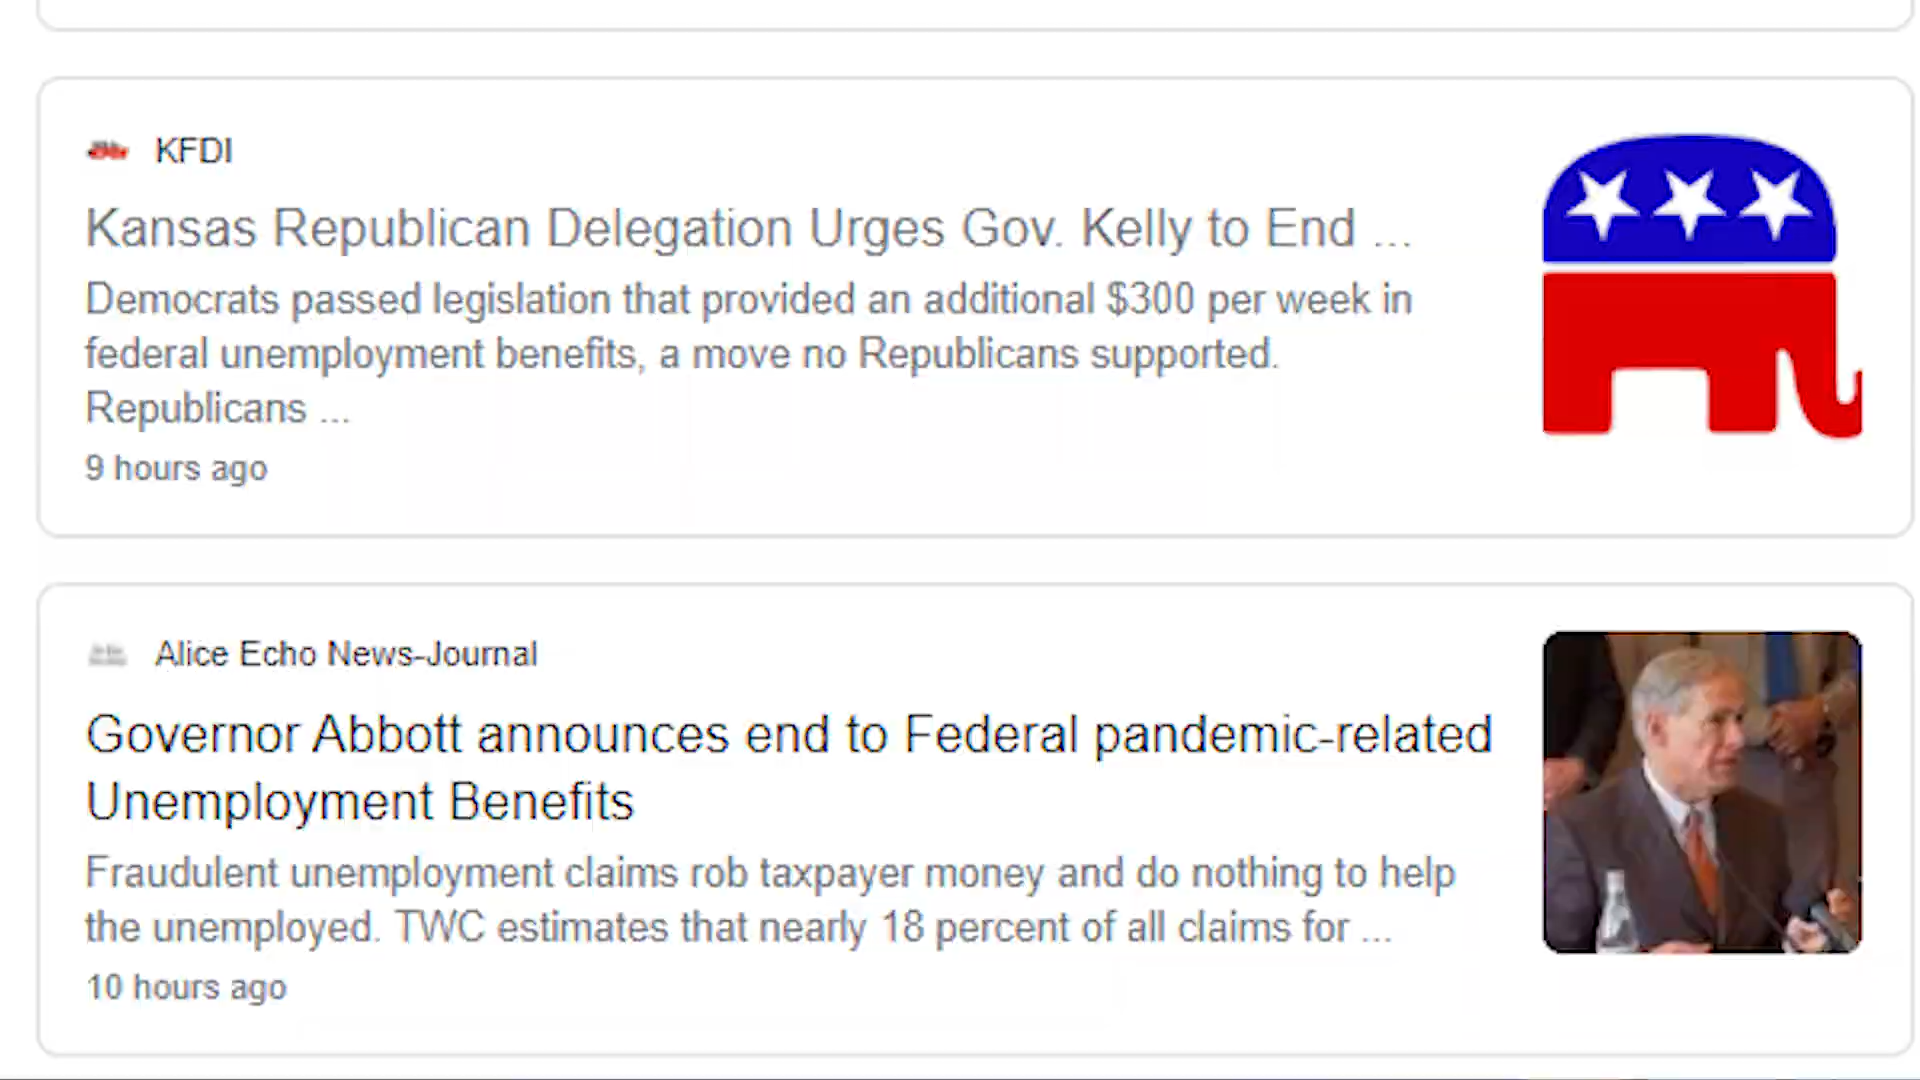 KFDI
Kansas Republican Delegation Urges Gov. Kelly to End ...
Democrats passed legislation that provided an additional $300 per week in
federal unemployment benefits, a move no Republicans supported.
Republicans ...
9 hours ago
Alice Echo News-Journal
Governor Abbott announces end to Federal pandemic-related
Unemployment Benefits
Fraudulent unemployment claims rob taxpayer money and do nothing to help
the unemployed. TWC estimates that nearly 18 percent of all claims for ...
10 hours ago